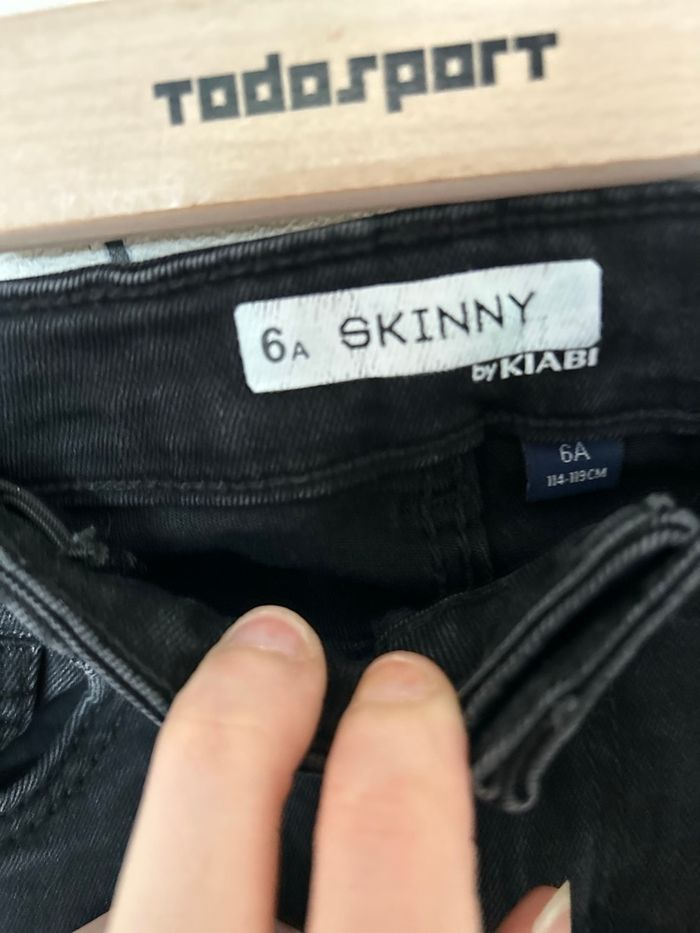 Todosport
6A SKINNY
by KIABI
6A
114-119CM